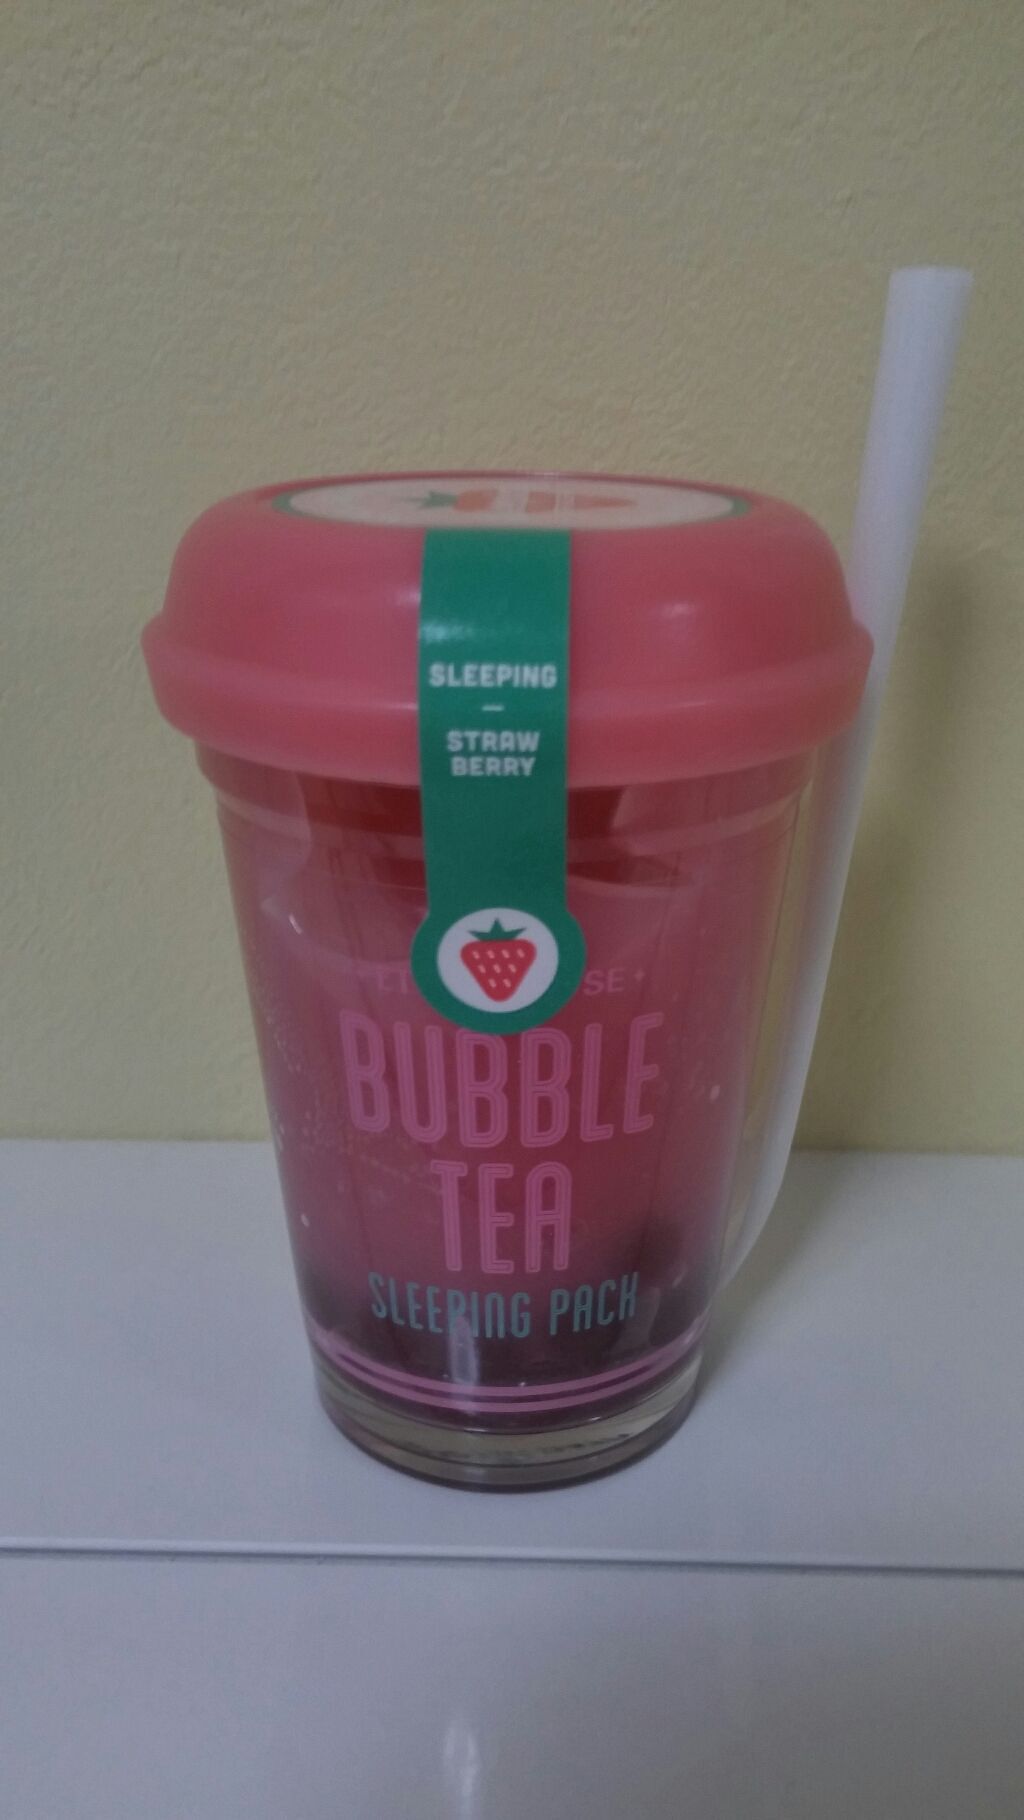 SLEEPING
—
STRAW
BERRY
BUBBLE
TEA
SLEEPING PACK